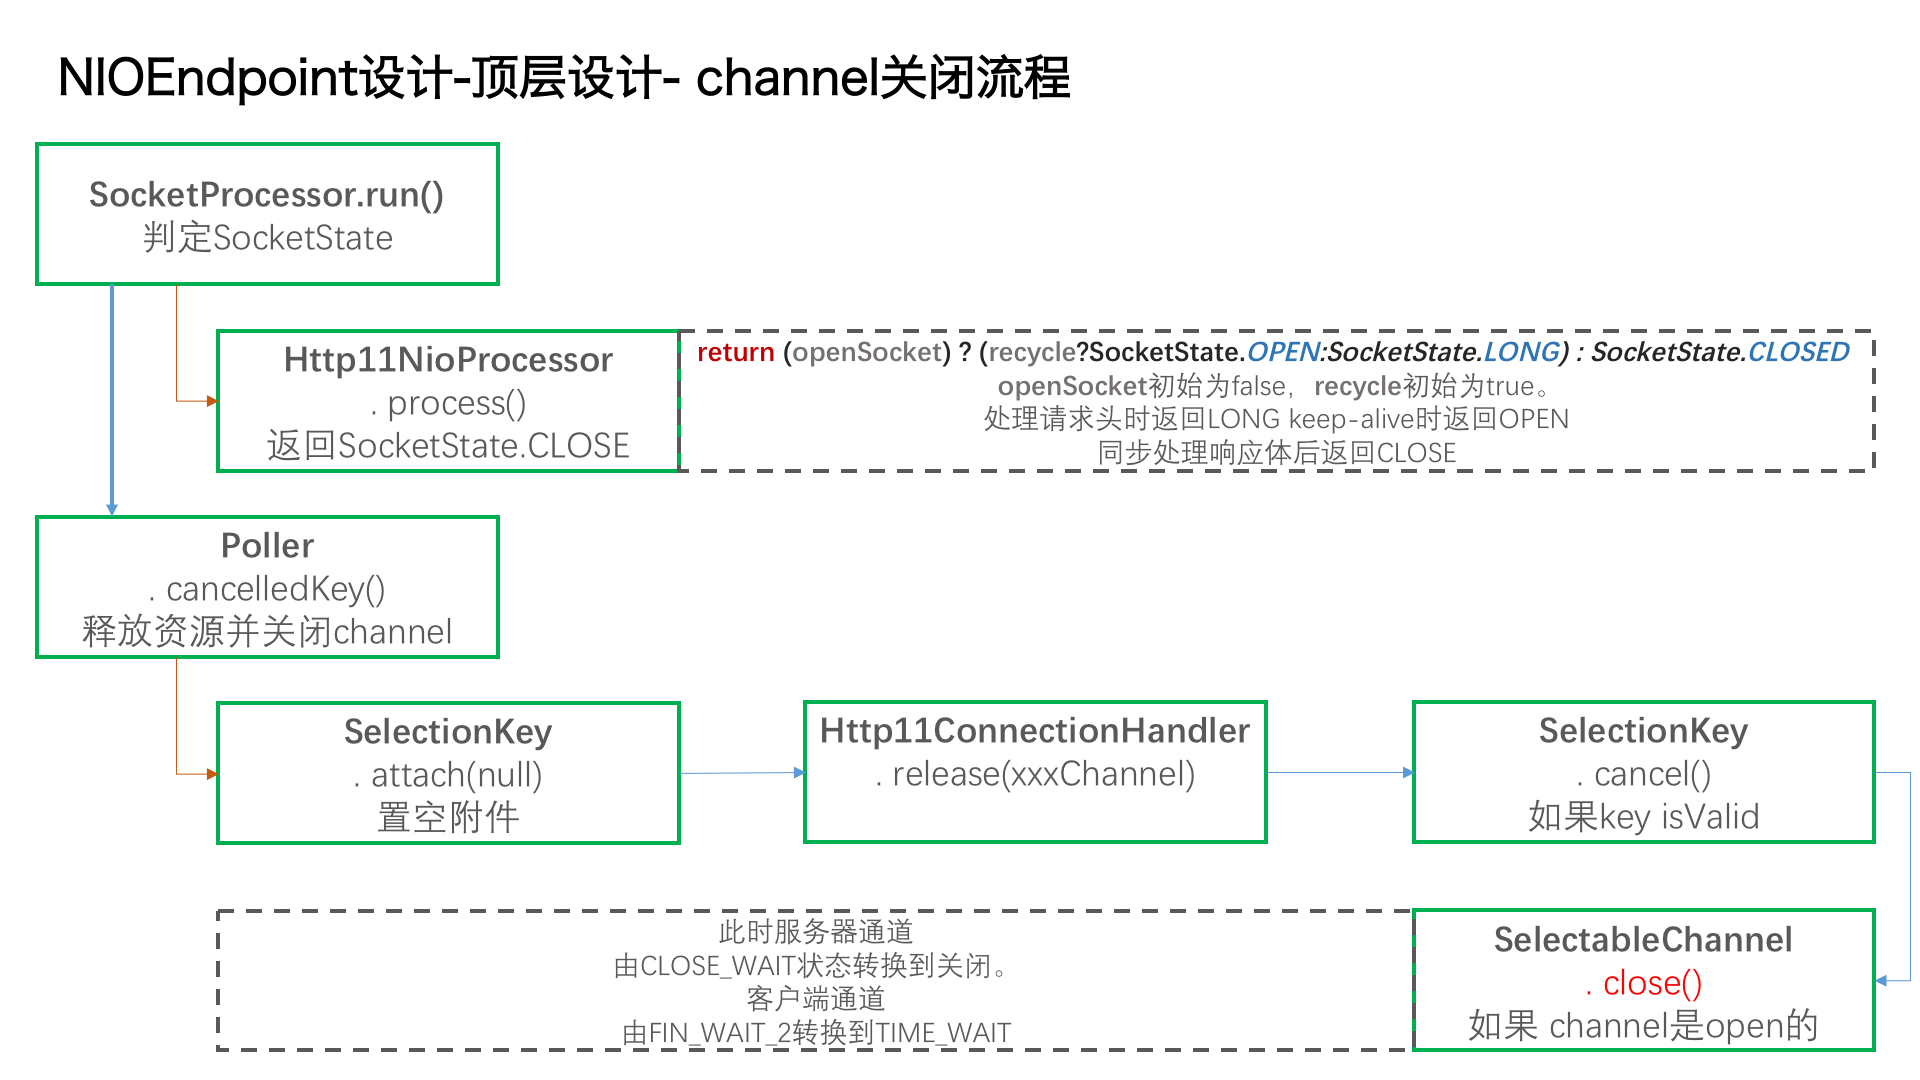 NIOEndpoint设计-顶层设计- channel关闭流程
SocketProcessor.run()
判定SocketState
Http11NioProcessor
. process()
返回SocketState.CLOSE
return (openSocket) ? (recycle?SocketState.OPEN:SocketState.LONG) : SocketState.CLOSED
openSocket初始为false，recycle初始为true。
处理请求头时返回LONG keep-alive时返回OPEN
同步处理响应体后返回CLOSE
Poller
. cancelledKey()
释放资源并关闭channel
SelectionKey
. attach(null)
置空附件
Http11ConnectionHandler
. release(xxxChannel)
SelectionKey
. cancel()
如果key isValid
此时服务器通道
由CLOSE_WAIT状态转换到关闭。
客户端通道
由FIN_WAIT_2转换到TIME_WAIT
SelectableChannel
. close()
如果 channel是open的